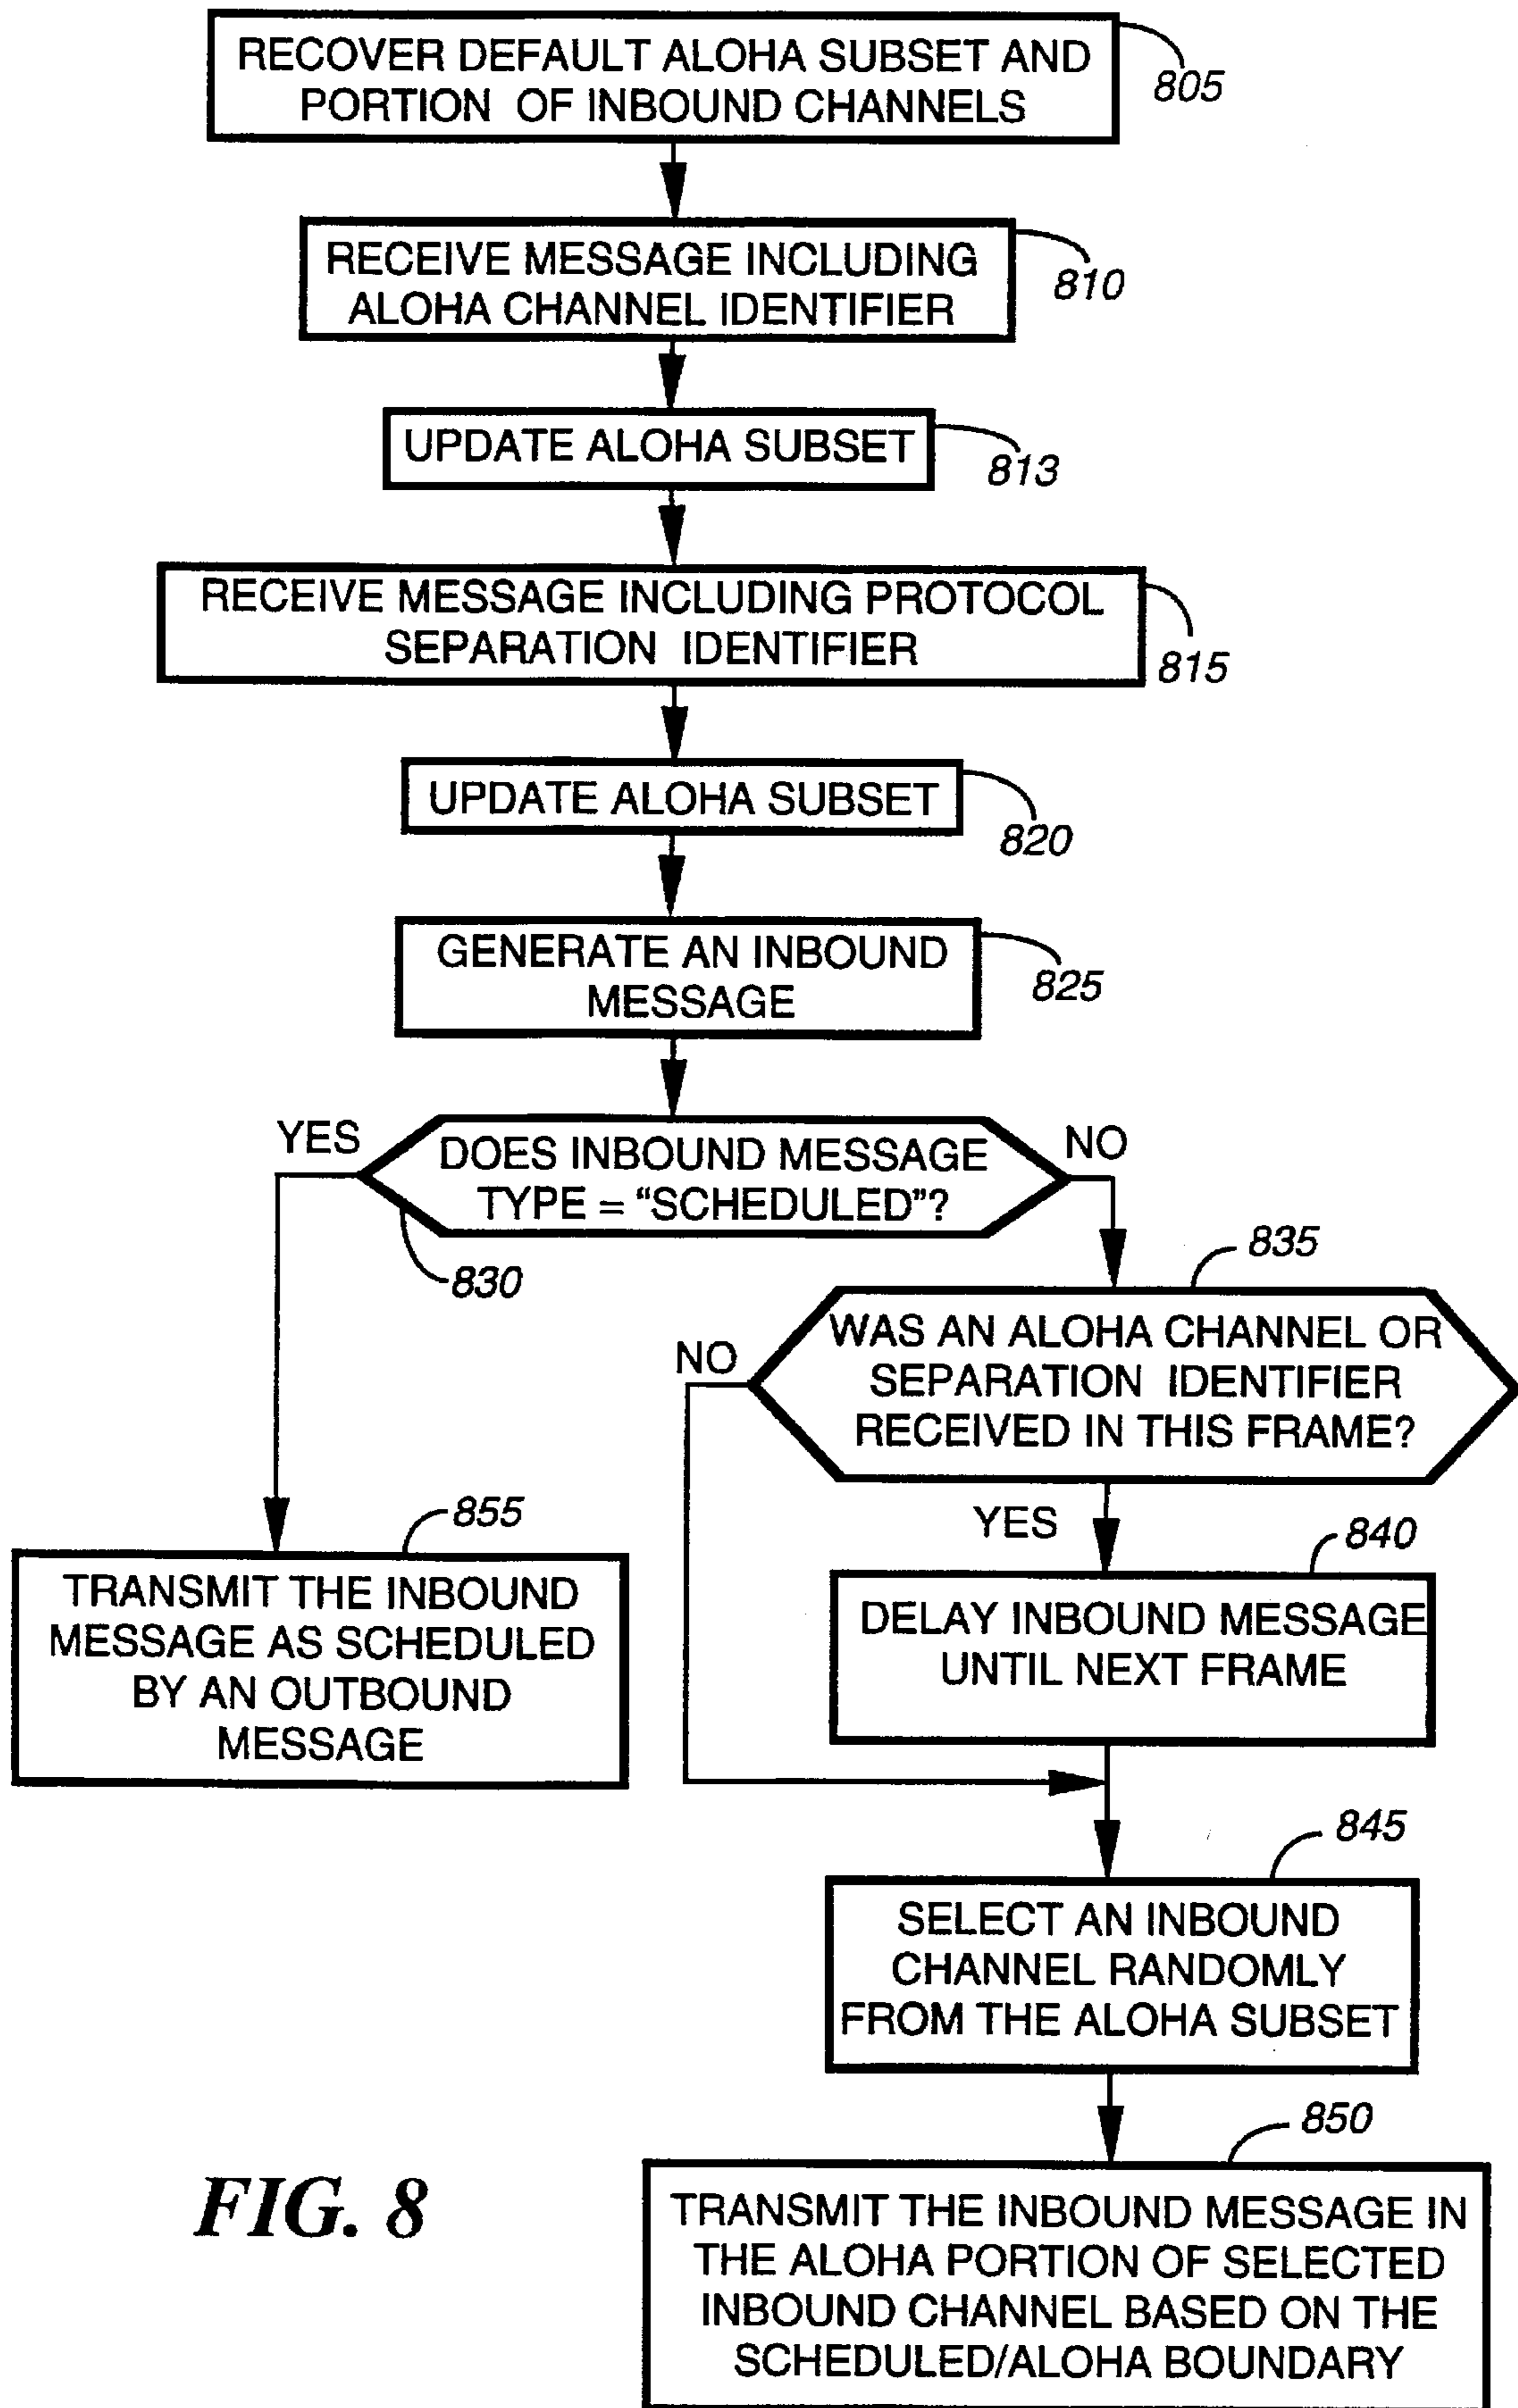 RECOVER DEFAULT ALOHA SUBSET AND
PORTION OF INBOUND CHANNELS
805
RECEIVE MESSAGE INCLUDING
ALOHA CHANNEL IDENTIFIER
810
UPDATE ALOHA SUBSET
813
RECEIVE MESSAGE INCLUDING PROTOCOL
SEPARATION IDENTIFIER
815
UPDATE ALOHA SUBSET
820
GENERATE AN INBOUND
MESSAGE
825
YES
DOES INBOUND MESSAGE
TYPE = “SCHEDULED”?
NO
830
835
WAS AN ALOHA CHANNEL OR
SEPARATION IDENTIFIER
RECEIVED IN THIS FRAME?
NO
YES
855
TRANSMIT THE INBOUND
MESSAGE AS SCHEDULED
BY AN OUTBOUND
MESSAGE
840
DELAY INBOUND MESSAGE
UNTIL NEXT FRAME
845
SELECT AN INBOUND
CHANNEL RANDOMLY
FROM THE ALOHA SUBSET
850
TRANSMIT THE INBOUND MESSAGE IN
THE ALOHA PORTION OF SELECTED
INBOUND CHANNEL BASED ON THE
SCHEDULED/ALOHA BOUNDARY
FIG. 8